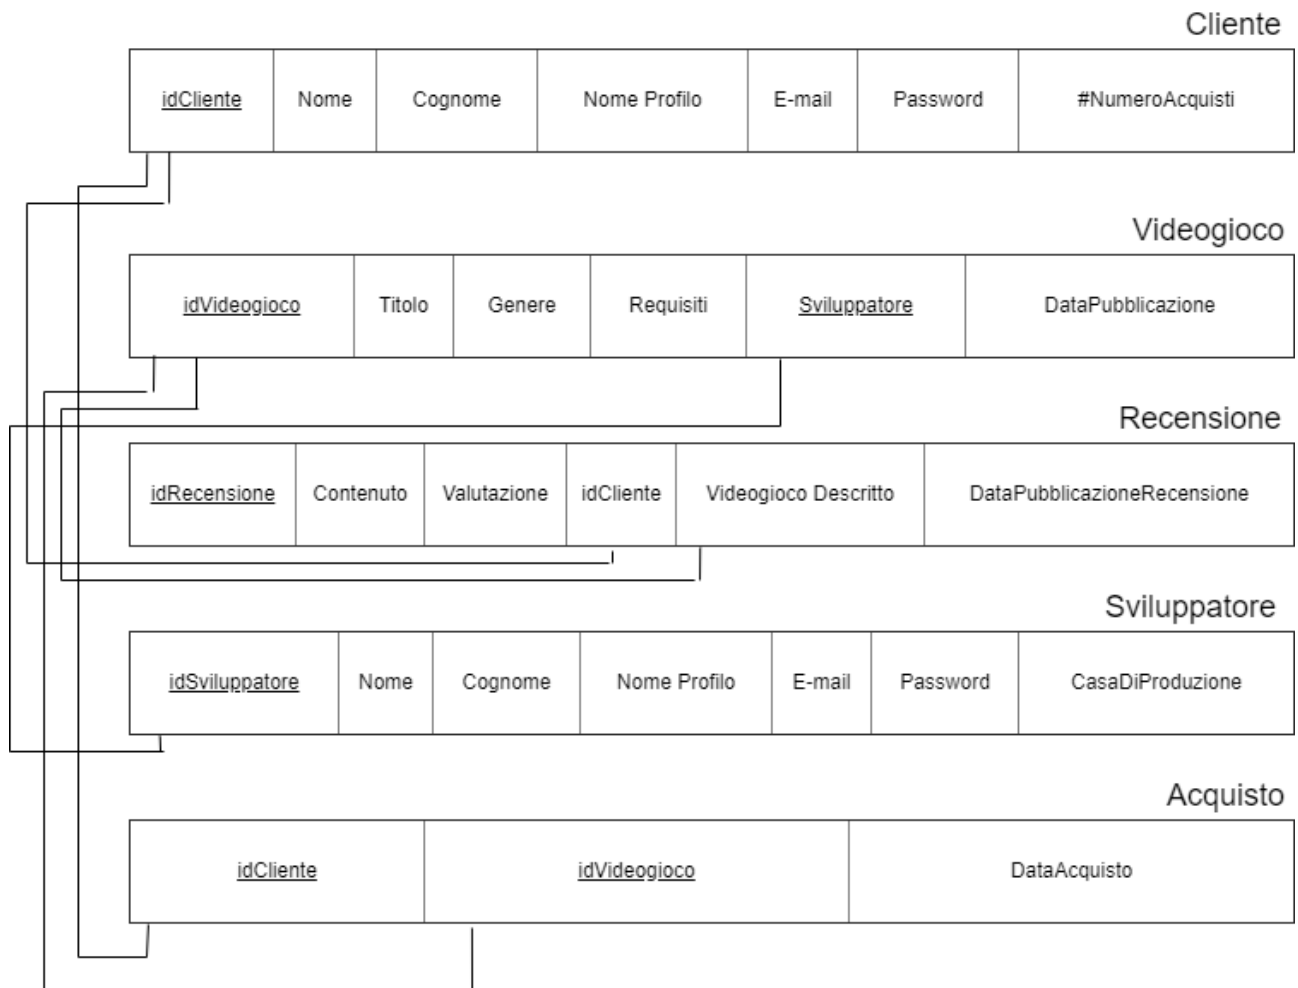 Cliente
idCliente Nome Cognome Nome Profilo E-mail Password #NumeroAcquisti
Videogioco
idVideogioco Titolo Genere Requisiti Sviluppatore DataPubblicazione
Recensione
idRecensione Contenuto Valutazione idCliente Videogioco Descritto DataPubblicazioneRecensione
Sviluppatore
idSviluppatore Nome Cognome Nome Profilo E-mail Password CasaDiProduzione
Acquisto
idCliente idVideogioco DataAcquisto